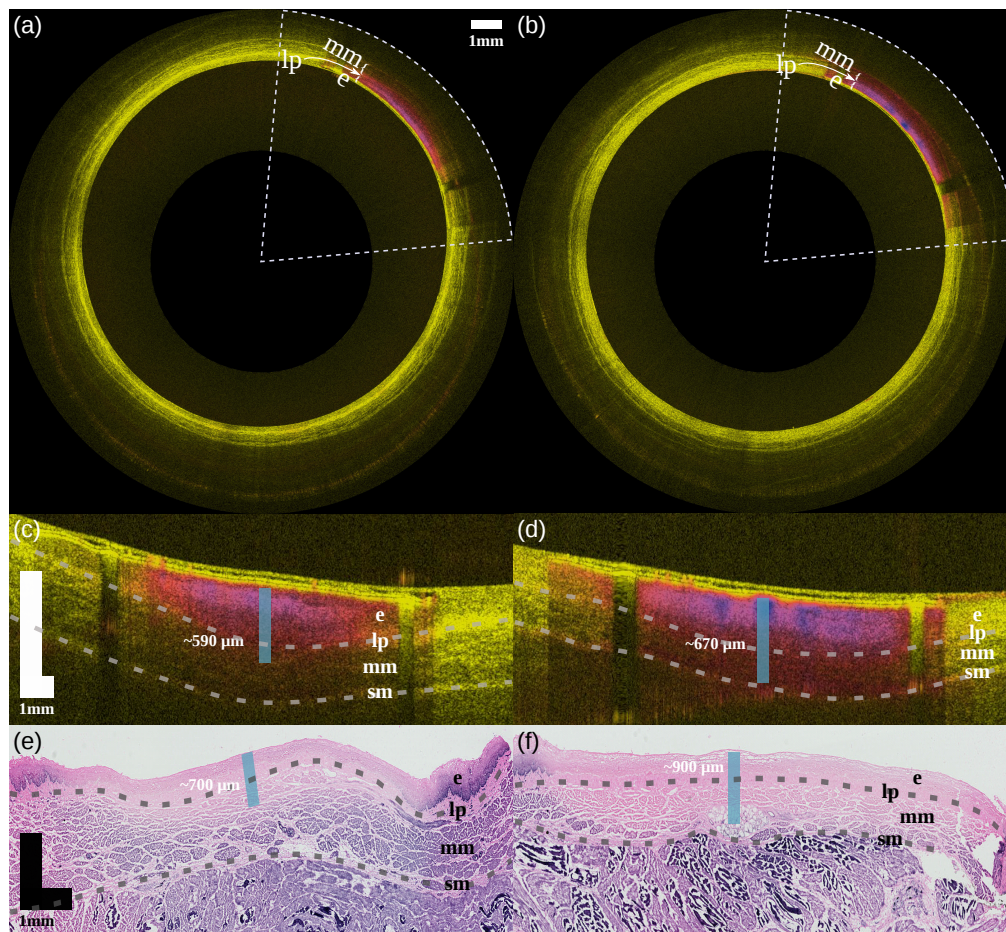 (a)
mm
lp
e
1mm
(b)
mm
lp
e
(c)
~590 μm
e
lp
mm
sm
1mm
(d)
~670 μm
e
lp
mm
sm
(e)
~700 μm
e
lp
mm
sm
1mm
(f)
~900 μm
e
lp
mm
sm